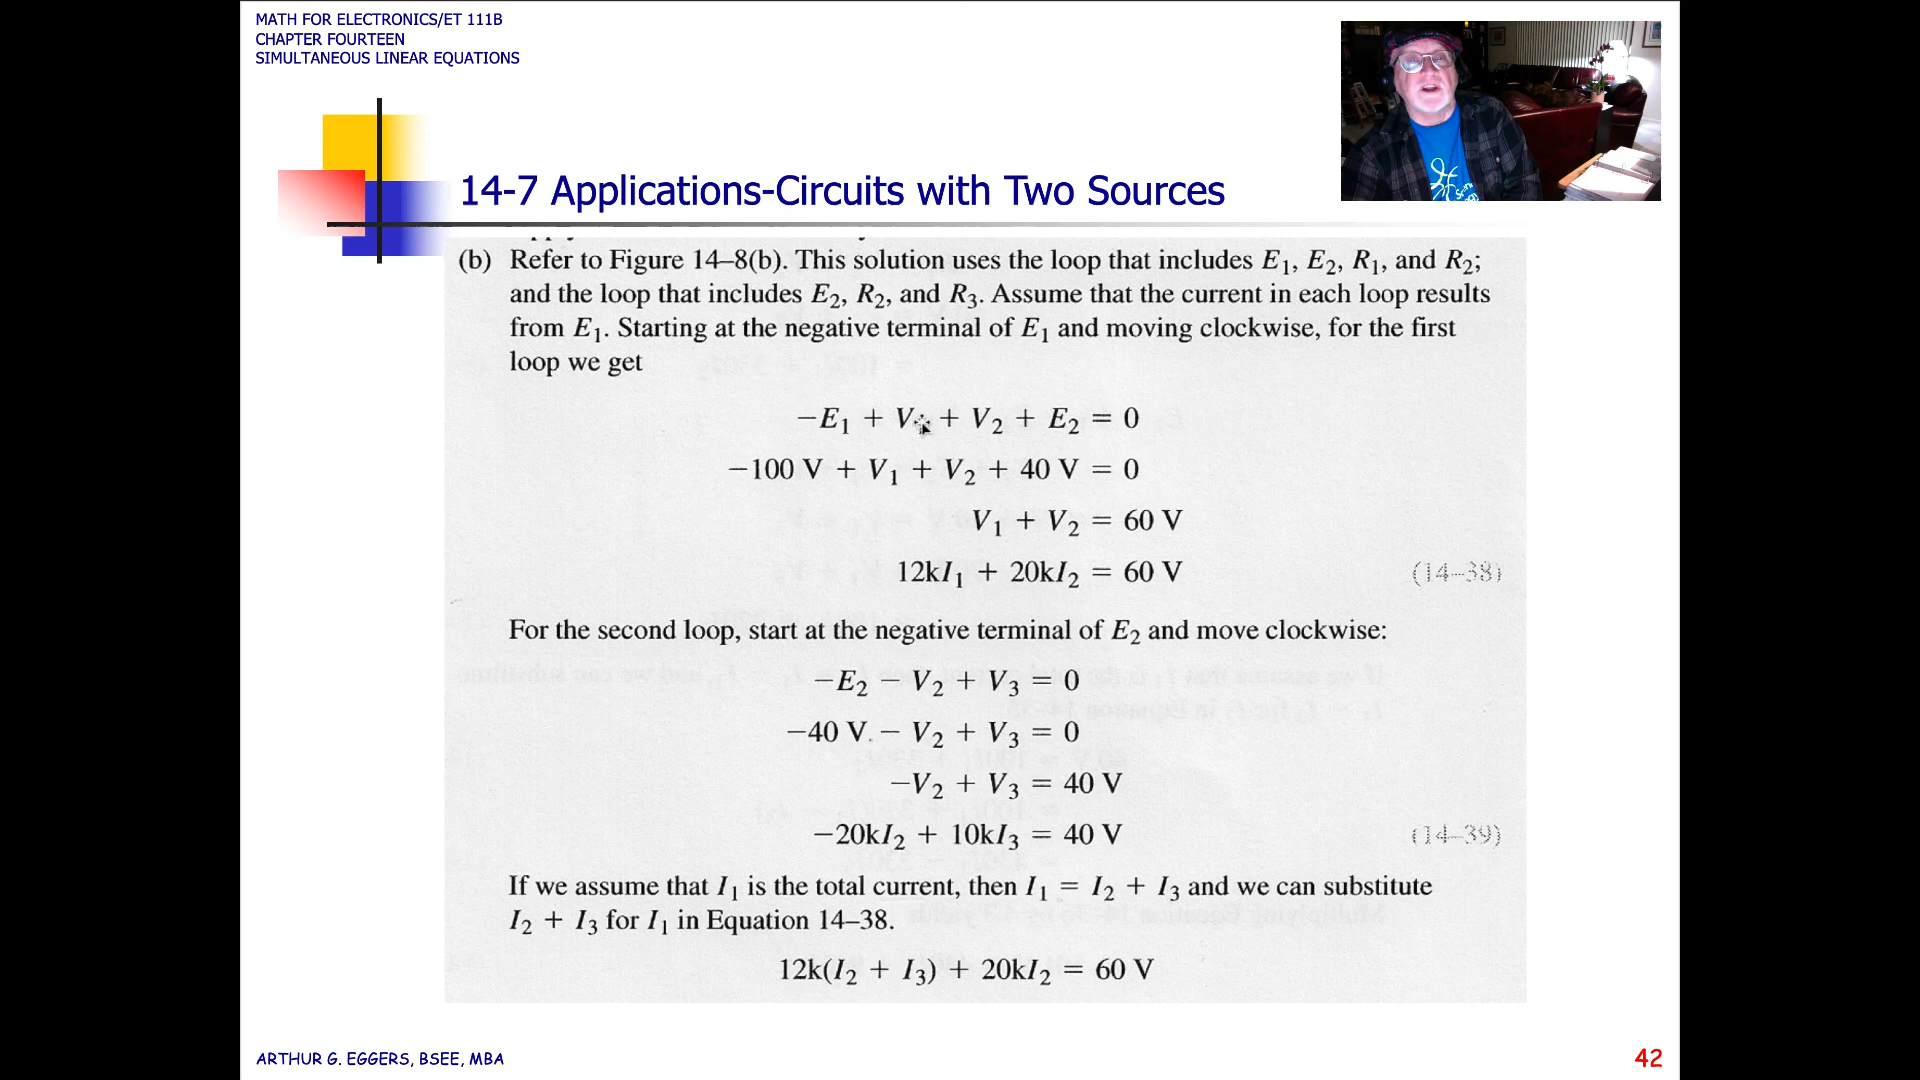 MATH FOR ELECTRONICS/ET 111B
CHAPTER FOURTEEN
SIMULTANEOUS LINEAR EQUATIONS
14-7 Applications-Circuits with Two Sources
(b) Refer to Figure 14–8(b). This solution uses the loop that includes E₁, E₂, R₁, and R₂;
and the loop that includes E₂, R₂, and R₃. Assume that the current in each loop results
from E₁. Starting at the negative terminal of E₁ and moving clockwise, for the first
loop we get
−E₁ + V₁ + V₂ + E₂ = 0
−100 V + V₁ + V₂ + 40 V = 0
V₁ + V₂ = 60 V
12kI₁ + 20kI₂ = 60 V (14–38)
For the second loop, start at the negative terminal of E₂ and move clockwise:
−E₂ − V₂ + V₃ = 0
−40 V. − V₂ + V₃ = 0
−V₂ + V₃ = 40 V
−20kI₂ + 10kI₃ = 40 V (14–39)
If we assume that I₁ is the total current, then I₁ = I₂ + I₃ and we can substitute
I₂ + I₃ for I₁ in Equation 14–38.
12k(I₂ + I₃) + 20kI₂ = 60 V
ARTHUR G. EGGERS, BSEE, MBA
42